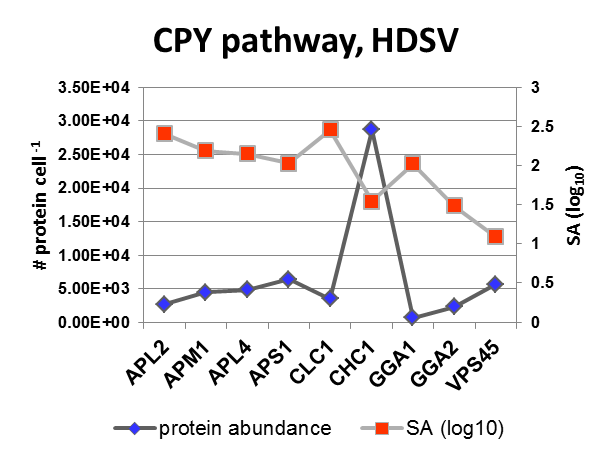 CPY pathway, HDSV
3.50E+04
3.00E+04
2.50E+04
2.00E+04
1.50E+04
1.00E+04
5.00E+03
0.00E+00
# protein cell -1
3
2.5
2
1.5
1
0.5
0
SA (log10)
APL2
APM1
APL4
APS1
CLC1
CHC1
GGA1
GGA2
VPS45
protein abundance
SA (log10)